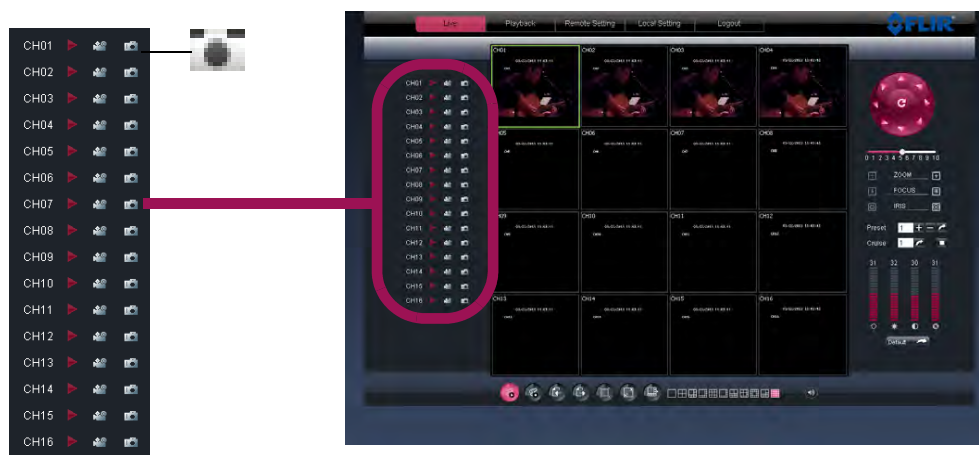 CH01
CH02
CH03
CH04
CH05
CH06
CH07
CH08
CH09
CH10
CH11
CH12
CH13
CH14
CH15
CH16
Live Playback Remote Setting Local Setting Logout
FLIR
CH01
CH02
CH03
CH04
CH05
CH06
CH07
CH08
CH09
CH10
CH11
CH12
CH13
CH14
CH15
CH16
CH01 CH02 CH03 CH04
CH05 CH06 CH07 CH08
CH09 CH10 CH11 CH12
CH13 CH14 CH15 CH16
0 1 2 3 4 5 6 7 8 9 10
ZOOM
FOCUS
IRIS
Preset 1
Cruise 1
31 32 30 31
Default